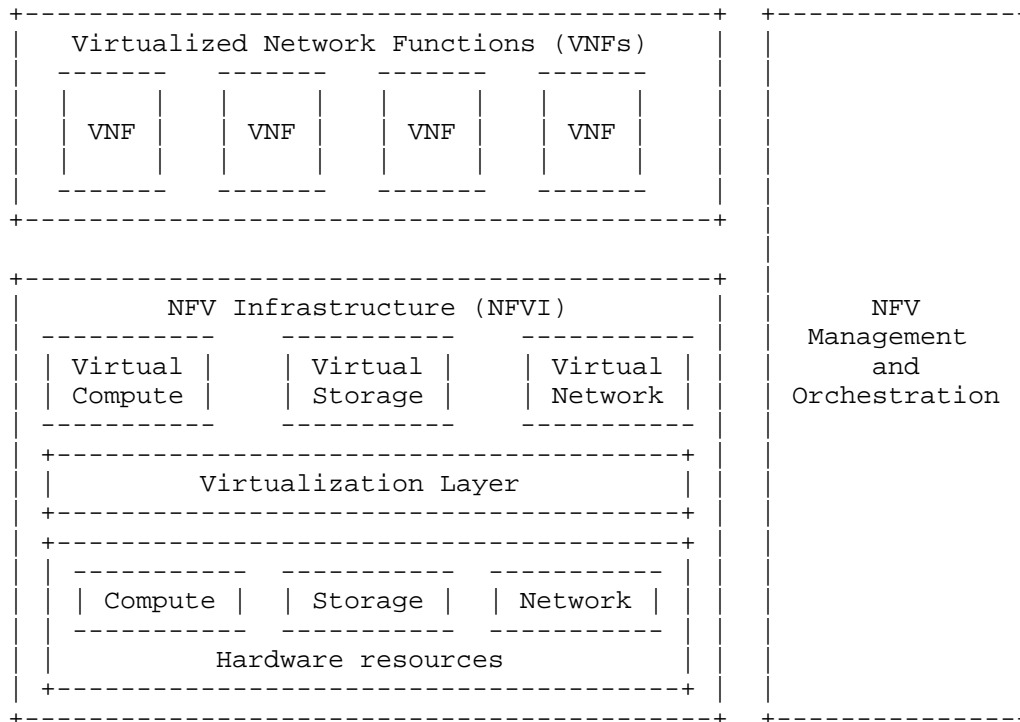 Virtualized Network Functions (VNFs)
VNF VNF VNF VNF
NFV Infrastructure (NFVI)
Virtual Virtual Virtual
Compute Storage Network
Virtualization Layer
Compute Storage Network
Hardware resources
NFV
Management
and
Orchestration